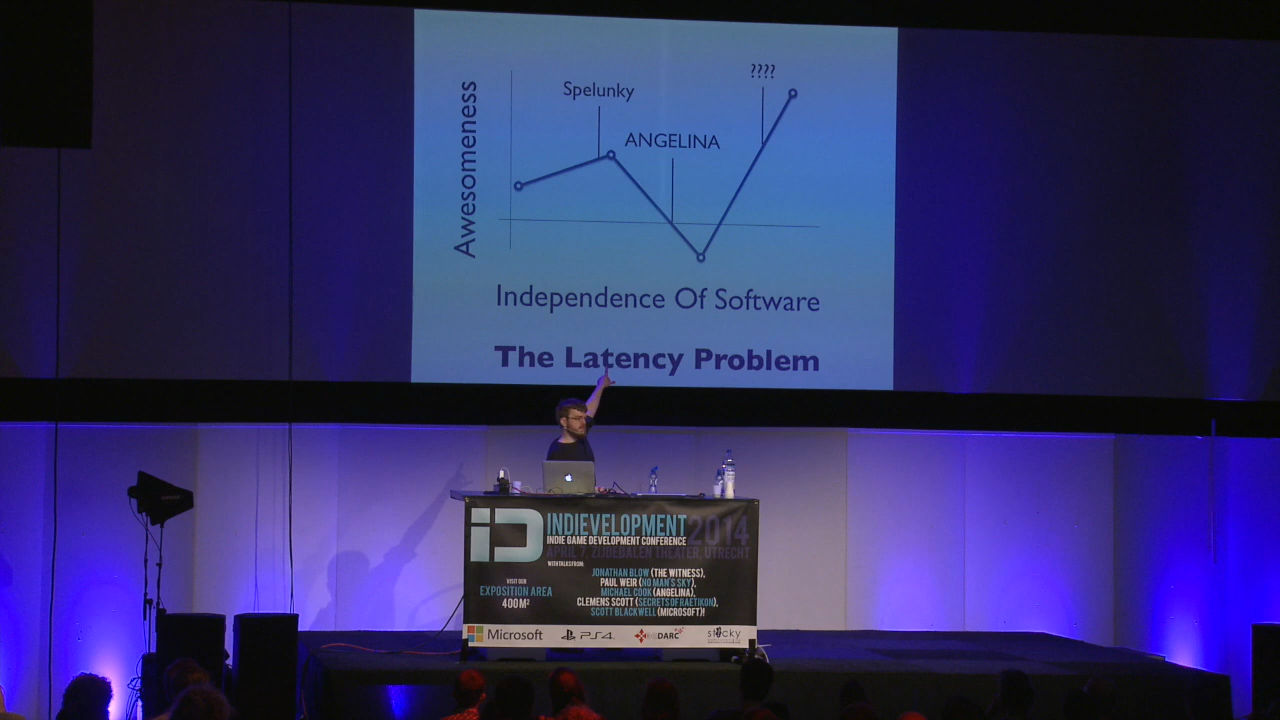 ????
Spelunky
ANGELINA
Awesomeness
Independence Of Software
The Latency Problem
iD INDIEVELOPMENT 2014
INDIE GAME DEVELOPMENT CONFERENCE
APRIL 7, ZIJDEBALEN THEATER, UTRECHT
WITH TALKS FROM:
JONATHAN BLOW (THE WITNESS),
PAUL WEIR (NO MAN'S SKY),
MICHAEL COOK (ANGELINA),
CLEMENS SCOTT (SECRETS OF RAETIKON),
SCOTT BLACKWELL (MICROSOFT)!
VISIT OUR
EXPOSITION AREA
400M²
Microsoft
PS4